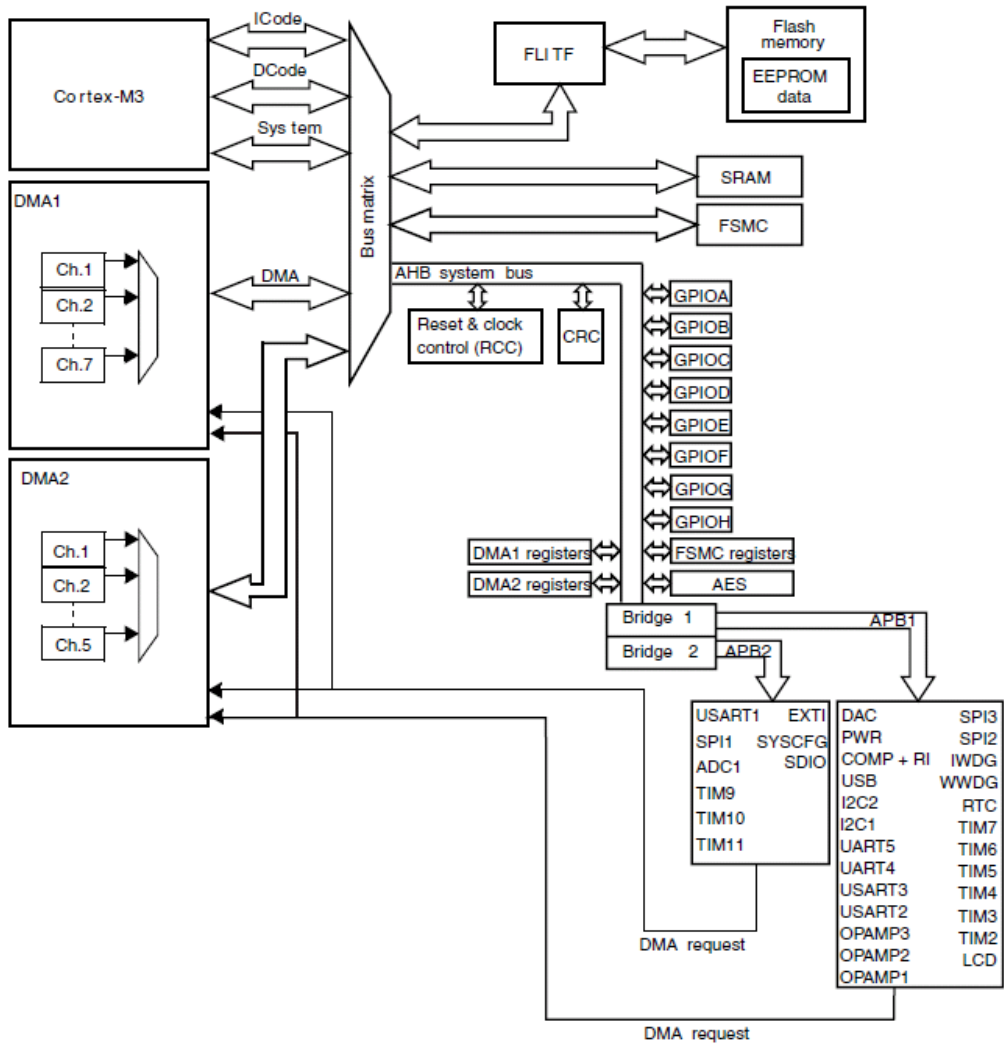 ICode
DCode
Sys tem
Cortex-M3
FLI TF
Flash
memory
EEPROM
data
Bus matrix
SRAM
FSMC
DMA1
Ch.1
Ch.2
Ch.7
DMA
AHB system bus
Reset & clock
control (RCC)
CRC
GPIOA
GPIOB
GPIOC
GPIOD
GPIOE
GPIOF
GPIOG
GPIOH
DMA2
Ch.1
Ch.2
Ch.5
DMA1 registers
DMA2 registers
FSMC registers
AES
Bridge 1
Bridge 2
APB1
APB2
USART1 EXTI
SPI1 SYSCFG
ADC1 SDIO
TIM9
TIM10
TIM11
DAC SPI3
PWR SPI2
COMP + RI IWDG
USB WWDG
I2C2 RTC
I2C1 TIM7
UART5 TIM6
UART4 TIM5
USART3 TIM4
USART2 TIM3
OPAMP3 TIM2
OPAMP2 LCD
OPAMP1
DMA request
DMA request